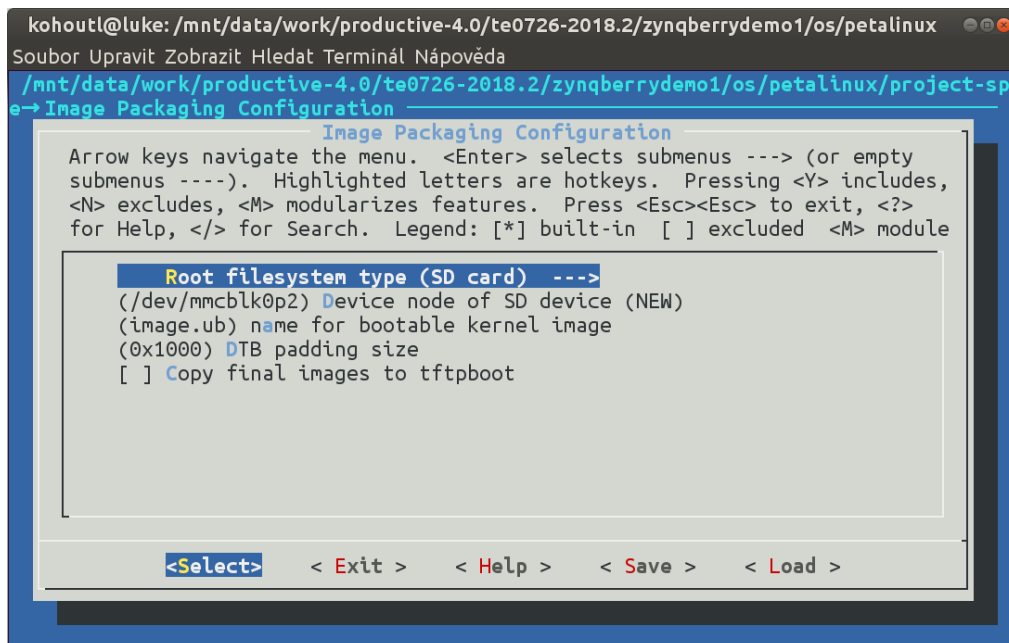 kohoutl@luke: /mnt/data/work/productive-4.0/te0726-2018.2/zynqberrydemo1/os/petalinux
Soubor Upravit Zobrazit Hledat Terminál Nápověda
/mnt/data/work/productive-4.0/te0726-2018.2/zynqberrydemo1/os/petalinux/project-sp
e→ Image Packaging Configuration
Image Packaging Configuration
Arrow keys navigate the menu. <Enter> selects submenus ---> (or empty
submenus ----). Highlighted letters are hotkeys. Pressing <Y> includes,
<N> excludes, <M> modularizes features. Press <Esc><Esc> to exit, <?>
for Help, </> for Search. Legend: [*] built-in [ ] excluded <M> module
Root filesystem type (SD card) --->
(/dev/mmcblk0p2) Device node of SD device (NEW)
(image.ub) name for bootable kernel image
(0x1000) DTB padding size
[ ] Copy final images to tftpboot
<Select> < Exit > < Help > < Save > < Load >